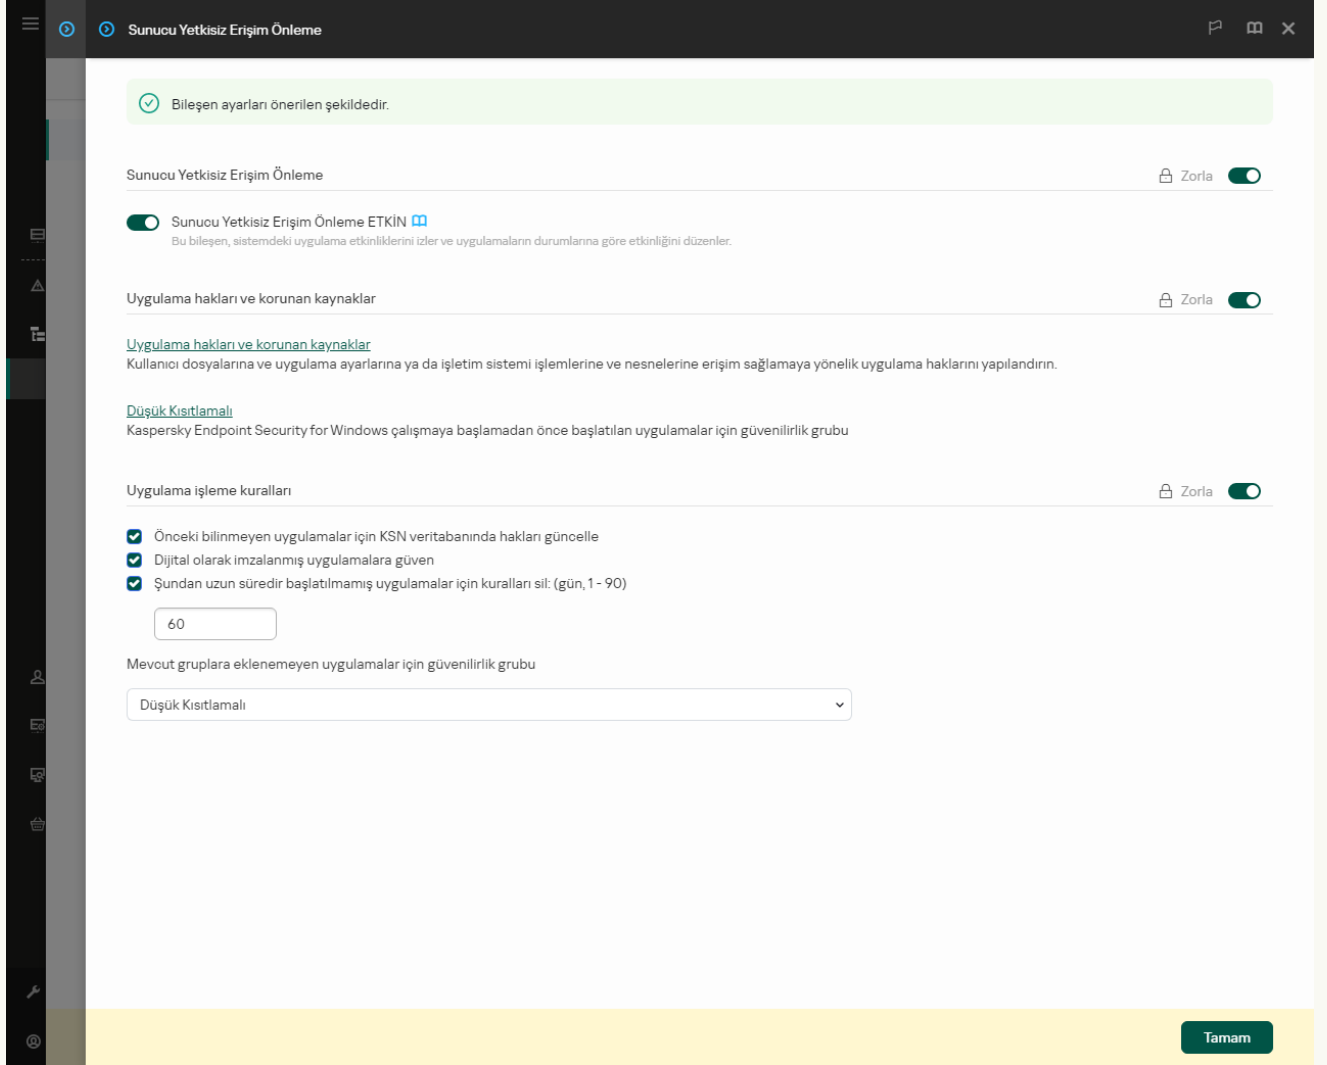 Sunucu Yetkisiz Erişim Önleme
Bileşen ayarları önerilen şekildedir.
Sunucu Yetkisiz Erişim Önleme
Zorla
Sunucu Yetkisiz Erişim Önleme ETKİN
Bu bileşen, sistemdeki uygulama etkinliklerini izler ve uygulamaların durumlarına göre etkinliğini düzenler.
Uygulama hakları ve korunan kaynaklar
Zorla
Uygulama hakları ve korunan kaynaklar
Kullanıcı dosyalarına ve uygulama ayarlarına ya da işletim sistemi işlemlerine ve nesnelerine erişim sağlamaya yönelik uygulama haklarını yapılandırın.
Düşük Kısıtlamalı
Kaspersky Endpoint Security for Windows çalışmaya başlamadan önce başlatılan uygulamalar için güvenilirlik grubu
Uygulama işleme kuralları
Zorla
Önceki bilinmeyen uygulamalar için KSN veritabanında hakları güncelle
Dijital olarak imzalanmış uygulamalara güven
Şundan uzun süredir başlatılmamış uygulamalar için kuralları sil: (gün, 1 - 90)
60
Mevcut gruplara eklenemeyen uygulamalar için güvenilirlik grubu
Düşük Kısıtlamalı
Tamam